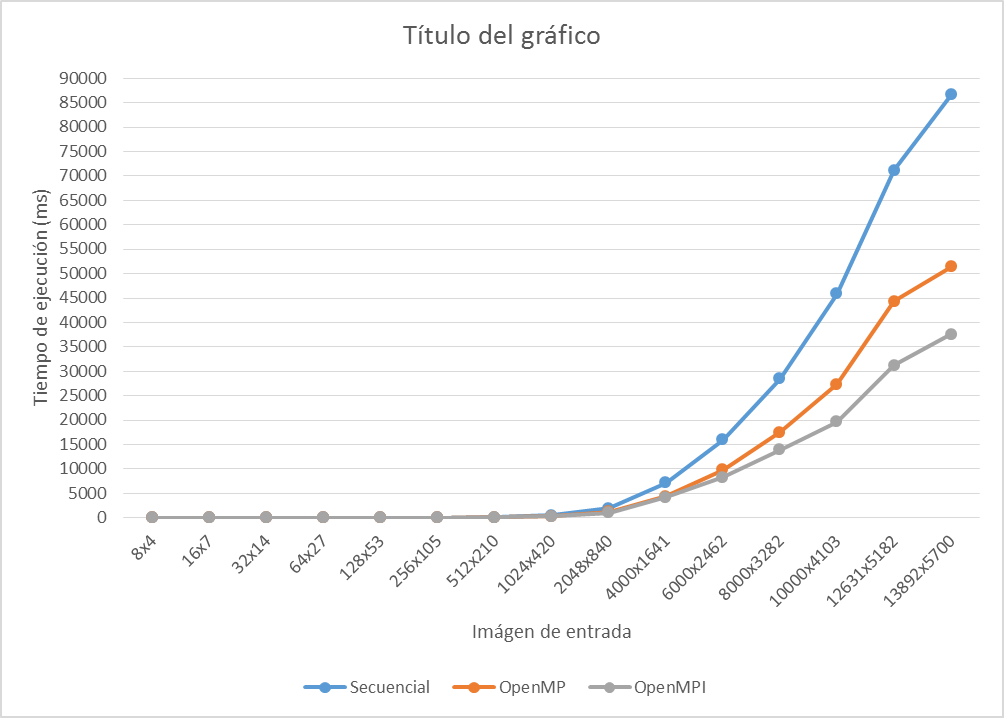 Título del gráfico
Tiempo de ejecución (ms)
90000
85000
80000
75000
70000
65000
60000
55000
50000
45000
40000
35000
30000
25000
20000
15000
10000
5000
0
8x4
16x7
32x14
64x27
128x53
256x105
512x210
1024x420
2048x840
4000x1641
6000x2462
8000x3282
10000x4103
12631x5182
13892x5700
Imágen de entrada
Secuencial
OpenMP
OpenMPI